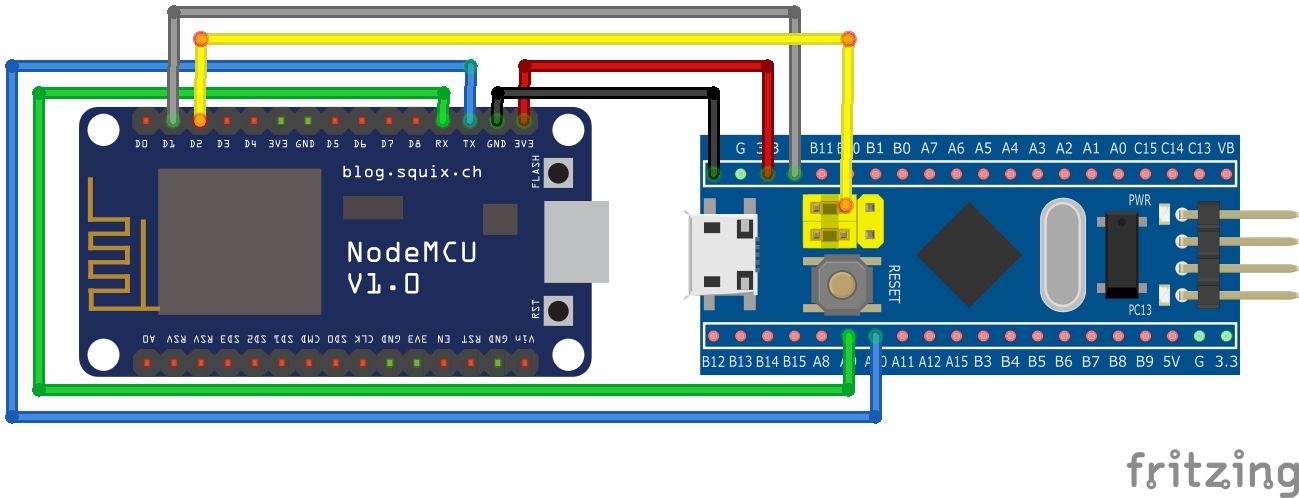 D0 D1 D2 D3 D4 3V3 GND D5 D6 D7 D8 RX TX GND 3V3
blog.squix.ch
FLASH
NodeMCU
V1.0
RST
A0 RSV RSV SD3 SD2 SD1 CMD SD0 CLK GND 3V3 EN RST GND Vin
G 3.3 B11 B10 B1 B0 A7 A6 A5 A4 A3 A2 A1 A0 C15 C14 C13 VB
PWR
RESET
PC13
B12 B13 B14 B15 A8 A9 A10 A11 A12 A15 B3 B4 B5 B6 B7 B8 B9 5V G 3.3
fritzing